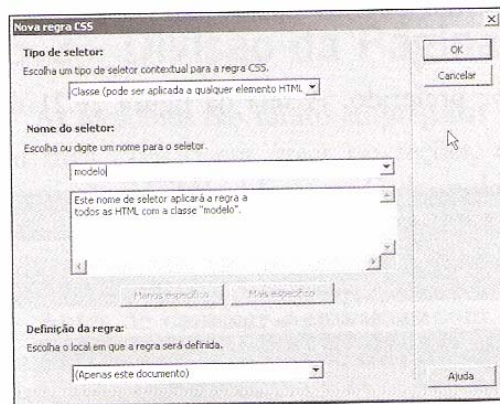 Nova regra CSS
Tipo de seletor:
Escolha um tipo de seletor contextual para a regra CSS.
Classe (pode ser aplicada a qualquer elemento HTML
Nome do seletor:
Escolha ou digite um nome para o seletor.
modelo
Este nome de seletor aplicará a regra a
todos as HTML com a classe "modelo".
Menos específico
Mais específico
Definição da regra:
Escolha o local em que a regra será definida.
(Apenas este documento)
OK
Cancelar
Ajuda